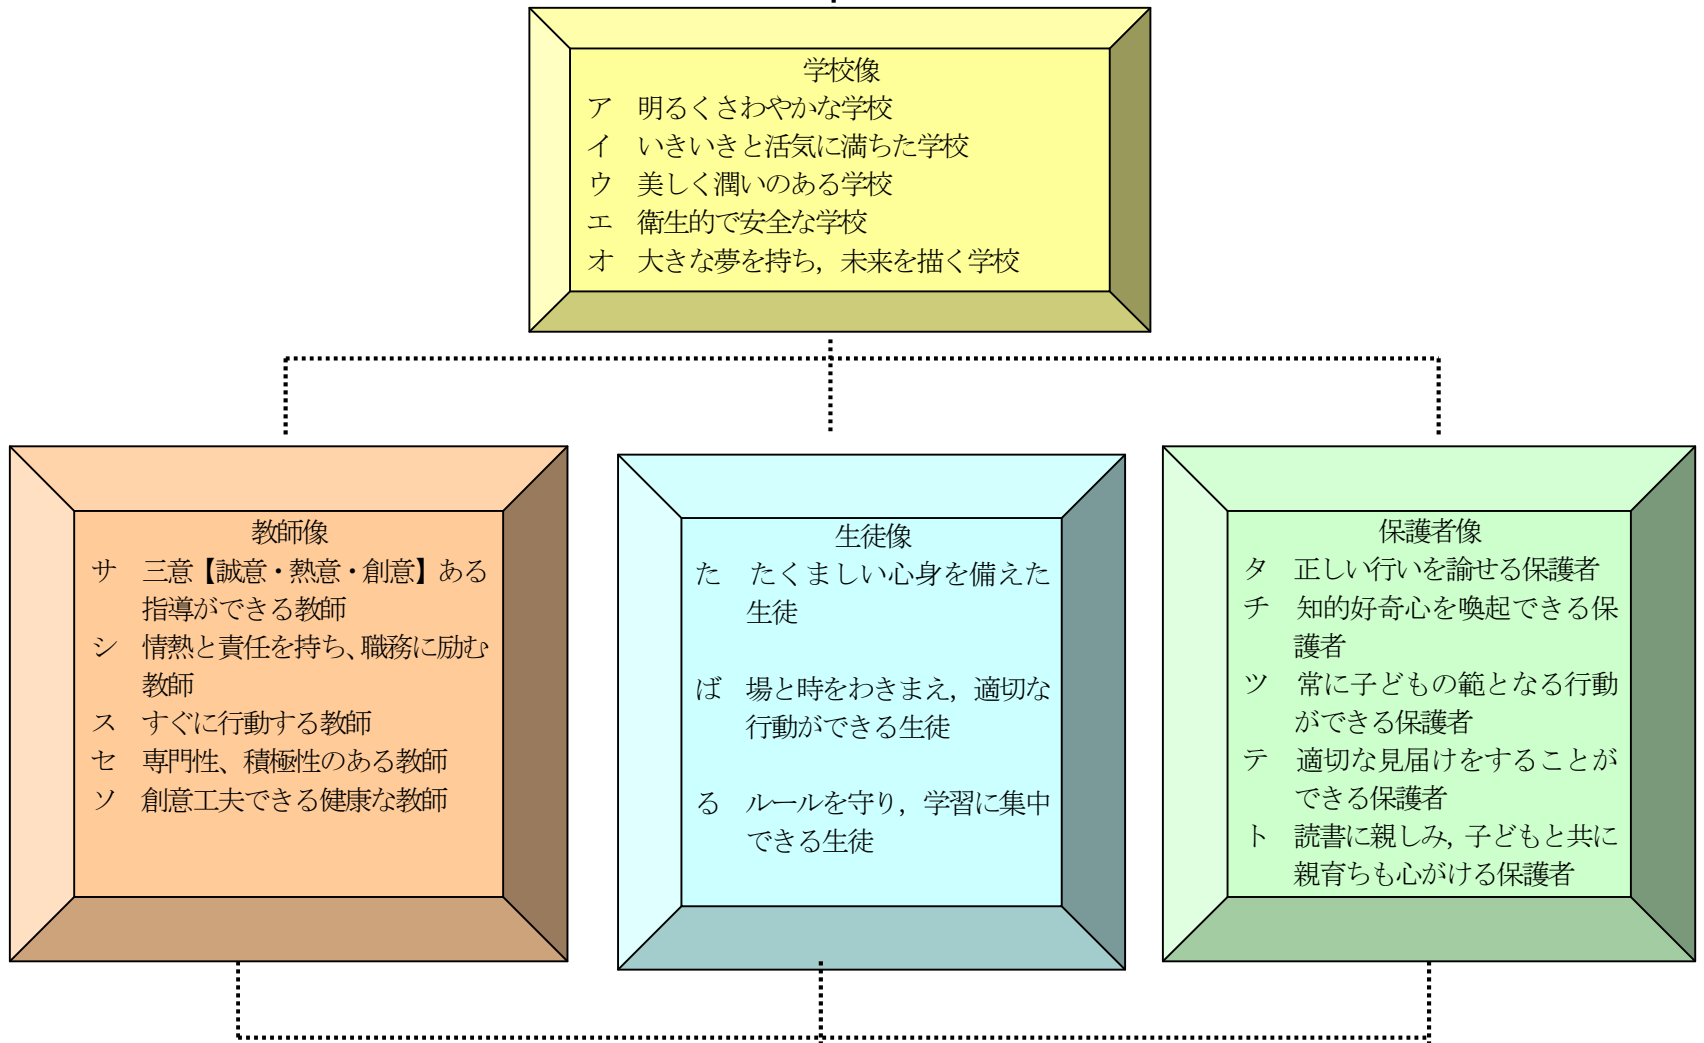 学校像
ア　明るくさわやかな学校
イ　いきいきと活気に満ちた学校
ウ　美しく潤いのある学校
エ　衛生的で安全な学校
オ　大きな夢を持ち，未来を描く学校
教師像
サ　三意【誠意・熱意・創意】ある
指導ができる教師
シ　情熱と責任を持ち、職務に励む
教師
ス　すぐに行動する教師
セ　専門性、積極性のある教師
ソ　創意工夫できる健康な教師
生徒像
た　たくましい心身を備えた
生徒
ば　場と時をわきまえ，適切な
行動ができる生徒
る　ルールを守り，学習に集中
できる生徒
保護者像
タ　正しい行いを諭せる保護者
チ　知的好奇心を喚起できる保
護者
ツ　常に子どもの範となる行動
ができる保護者
テ　適切な見届けをすることが
できる保護者
ト　読書に親しみ，子どもと共に
親育ちも心がける保護者